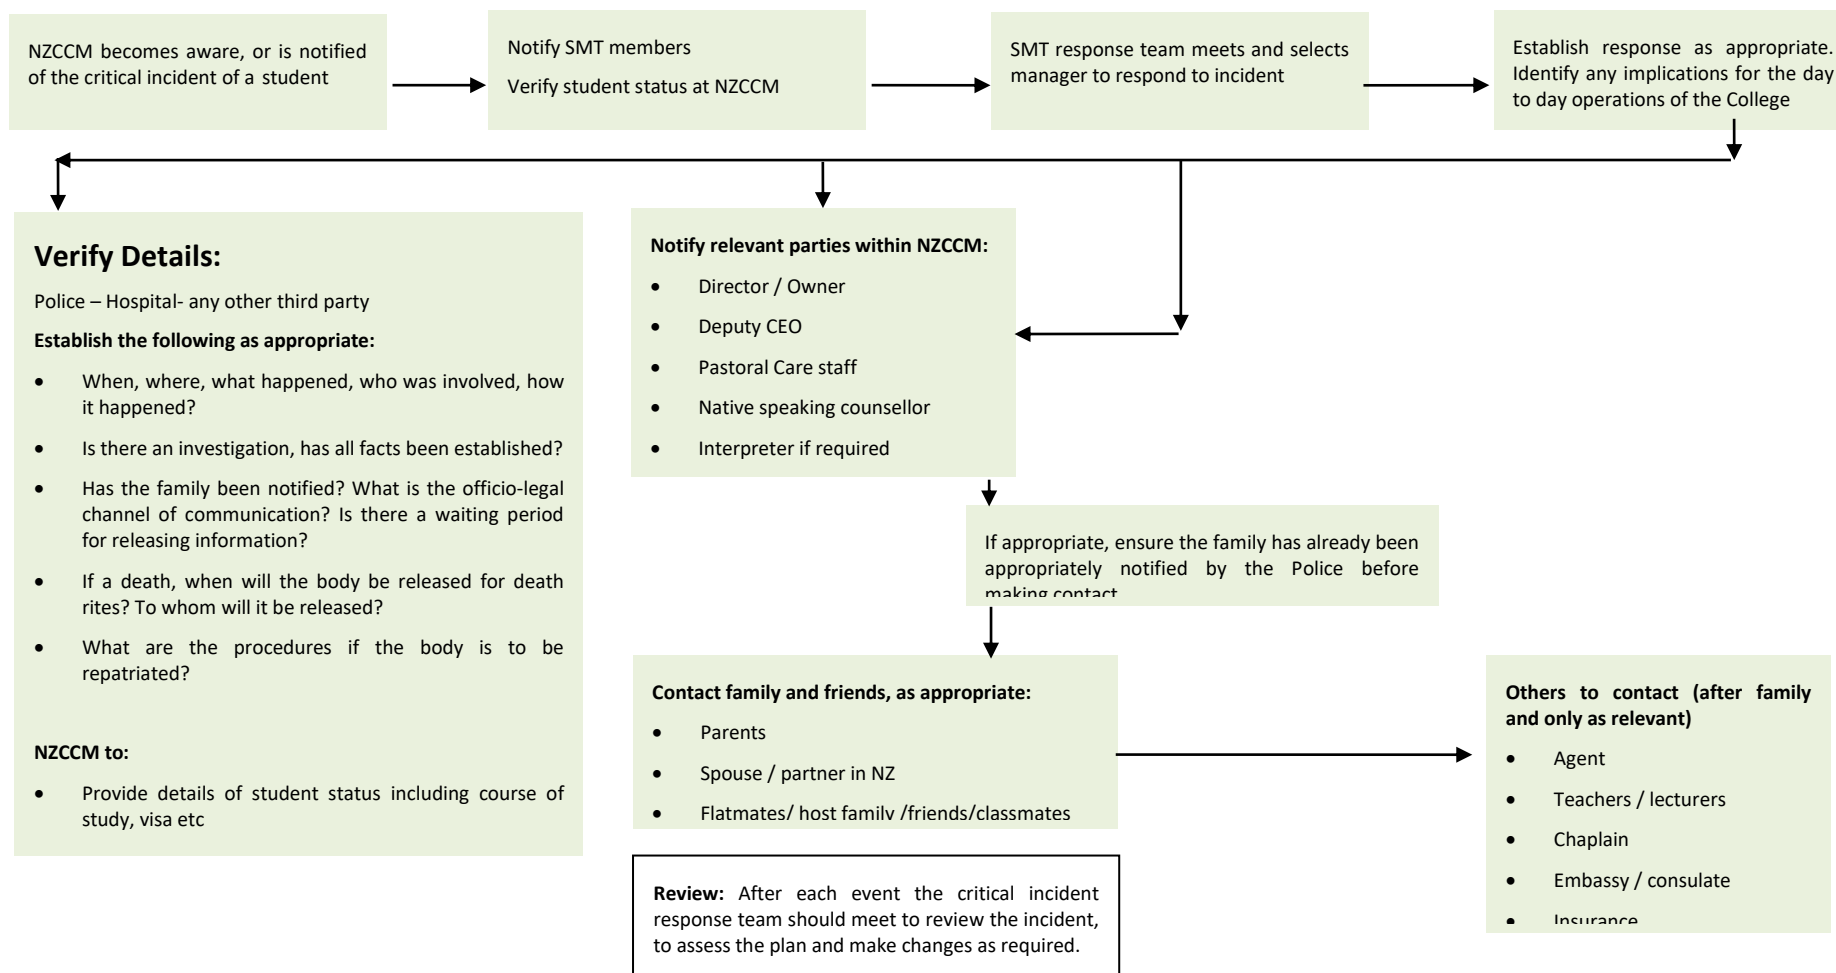 NZCCM becomes aware, or is notified
of the critical incident of a student
Notify SMT members
Verify student status at NZCCM
SMT response team meets and selects
manager to respond to incident
Establish response as appropriate.
Identify any implications for the day
to day operations of the College
Verify Details:
Police – Hospital- any other third party
Establish the following as appropriate:
• When, where, what happened, who was involved, how
it happened?
• Is there an investigation, has all facts been established?
• Has the family been notified? What is the officio-legal
channel of communication? Is there a waiting period
for releasing information?
• If a death, when will the body be released for death
rites? To whom will it be released?
• What are the procedures if the body is to be
repatriated?
NZCCM to:
• Provide details of student status including course of
study, visa etc
Notify relevant parties within NZCCM:
• Director / Owner
• Deputy CEO
• Pastoral Care staff
• Native speaking counsellor
• Interpreter if required
If appropriate, ensure the family has already been
appropriately notified by the Police before
making contact
Contact family and friends, as appropriate:
• Parents
• Spouse / partner in NZ
• Flatmates/ host family /friends/classmates
Others to contact (after family
and only as relevant)
• Agent
• Teachers / lecturers
• Chaplain
• Embassy / consulate
• Insurance
Review: After each event the critical incident
response team should meet to review the incident,
to assess the plan and make changes as required.